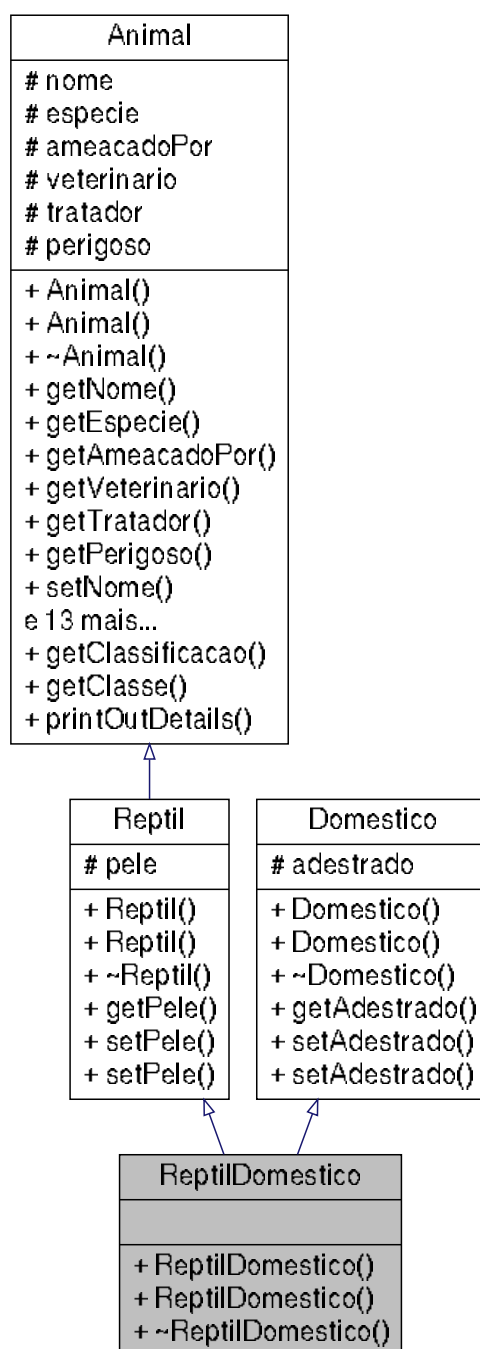 Animal
# nome
# especie
# ameacadoPor
# veterinario
# tratador
# perigoso
+ Animal()
+ Animal()
+ ~Animal()
+ getNome()
+ getEspecie()
+ getAmeacadoPor()
+ getVeterinario()
+ getTratador()
+ getPerigoso()
+ setNome()
e 13 mais...
+ getClassificacao()
+ getClasse()
+ printOutDetails()
Reptil
# pele
+ Reptil()
+ Reptil()
+ ~Reptil()
+ getPele()
+ setPele()
+ setPele()
Domestico
# adestrado
+ Domestico()
+ Domestico()
+ ~Domestico()
+ getAdestrado()
+ setAdestrado()
+ setAdestrado()
ReptilDomestico
+ ReptilDomestico()
+ ReptilDomestico()
+ ~ReptilDomestico()